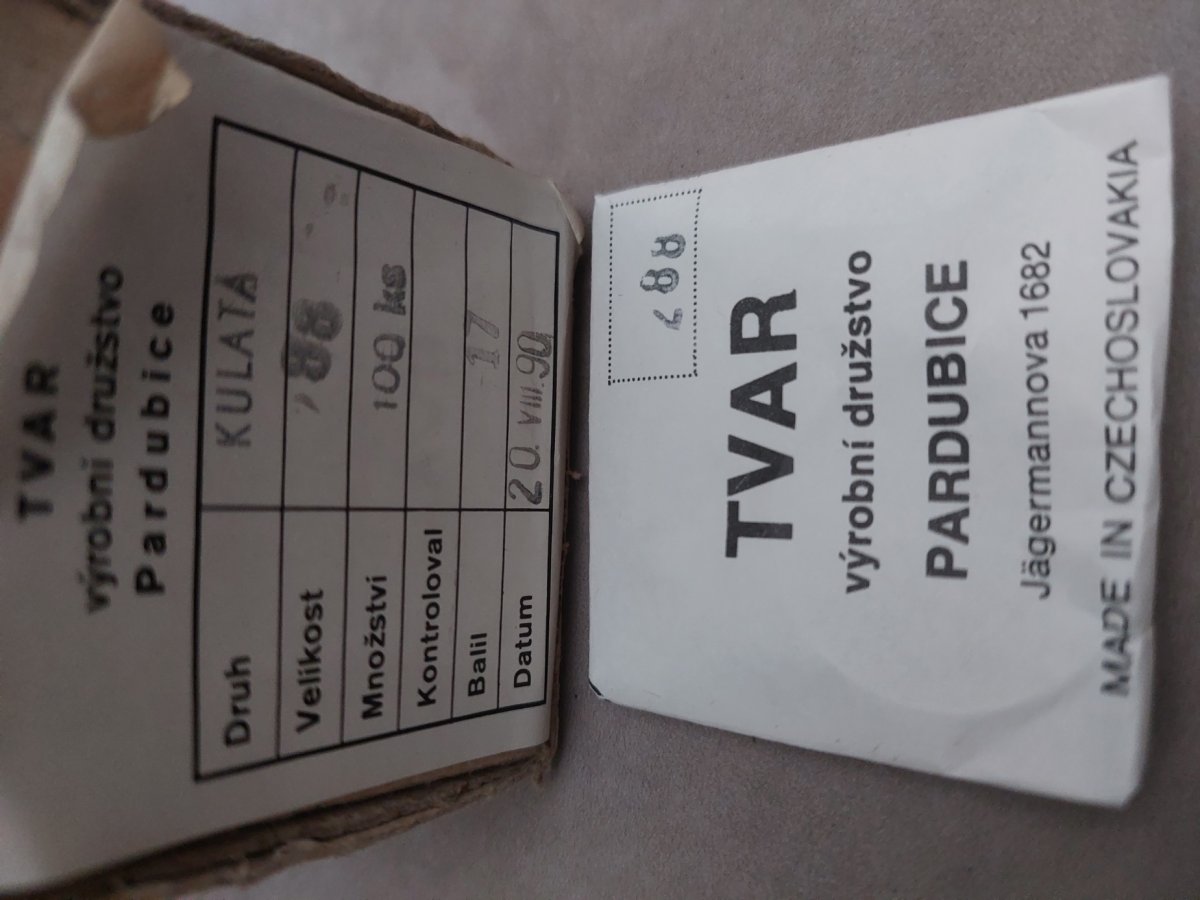 TVAR
výrobní družstvo
Pardubice
Druh KULATÁ
Velikost 88
Množství 100 ks
Kontroloval
Balil 17
Datum 20.VIII.90
288
TVAR
výrobní družstvo
PARDUBICE
Jägermannova 1682
MADE IN CZECHOSLOVAKIA